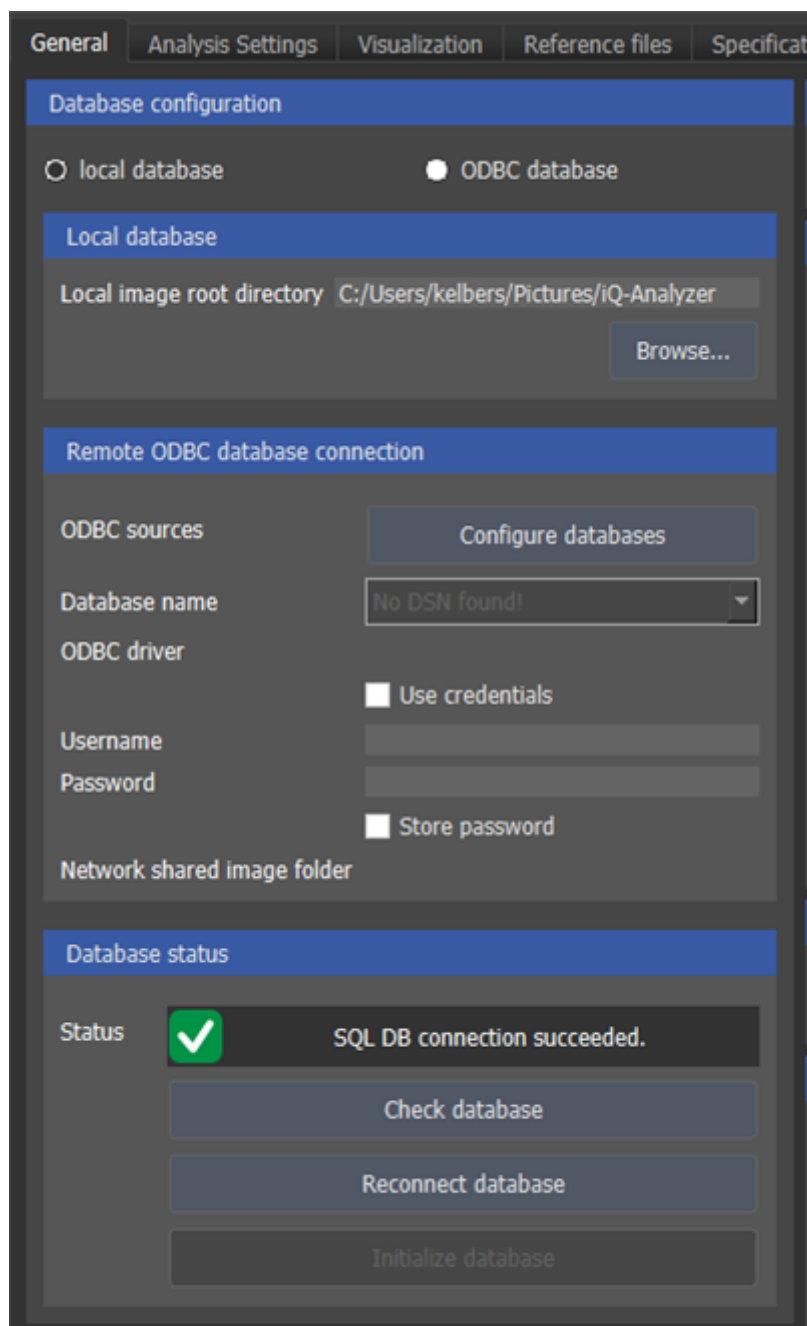 General Analysis Settings Visualization Reference files Specificat
Database configuration
local database ODBC database
Local database
Local image root directory C:/Users/kelbers/Pictures/iQ-Analyzer
Browse...
Remote ODBC database connection
ODBC sources Configure databases
Database name No DSN found!
ODBC driver
Use credentials
Username
Password
Store password
Network shared image folder
Database status
Status SQL DB connection succeeded.
Check database
Reconnect database
Initialize database